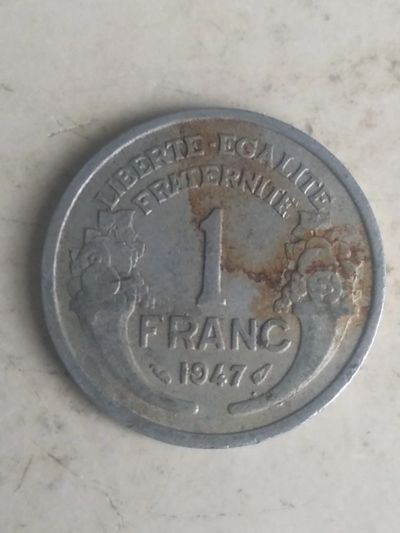 LIBERTE · EGALITE
FRATERNITE
1
FRANC
1947